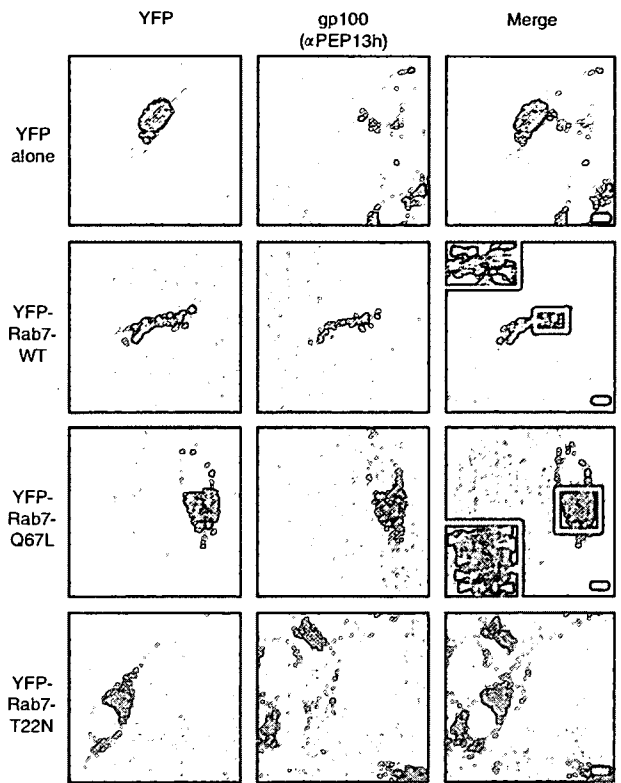 YFP
gp100
(αPEP13h)
Merge
YFP
alone
YFP-
Rab7-
WT
YFP-
Rab7-
Q67L
YFP-
Rab7-
T22N